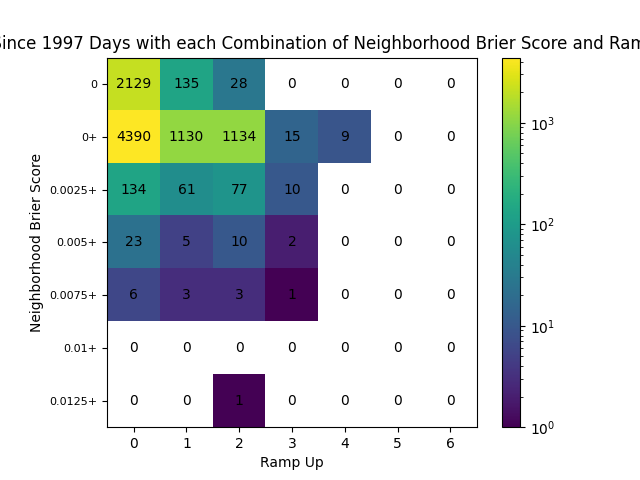 Since 1997 Days with each Combination of Neighborhood Brier Score and Ram
Neighborhood Brier Score
0 2129 135 28 0 0 0 0
0+ 4390 1130 1134 15 9 0 0
0.0025+ 134 61 77 10 0 0 0
0.005+ 23 5 10 2 0 0 0
0.0075+ 6 3 3 1 0 0 0
0.01+ 0 0 0 0 0 0 0
0.0125+ 0 0 1 0 0 0 0
0 1 2 3 4 5 6
Ramp Up
10³
10²
10¹
10⁰